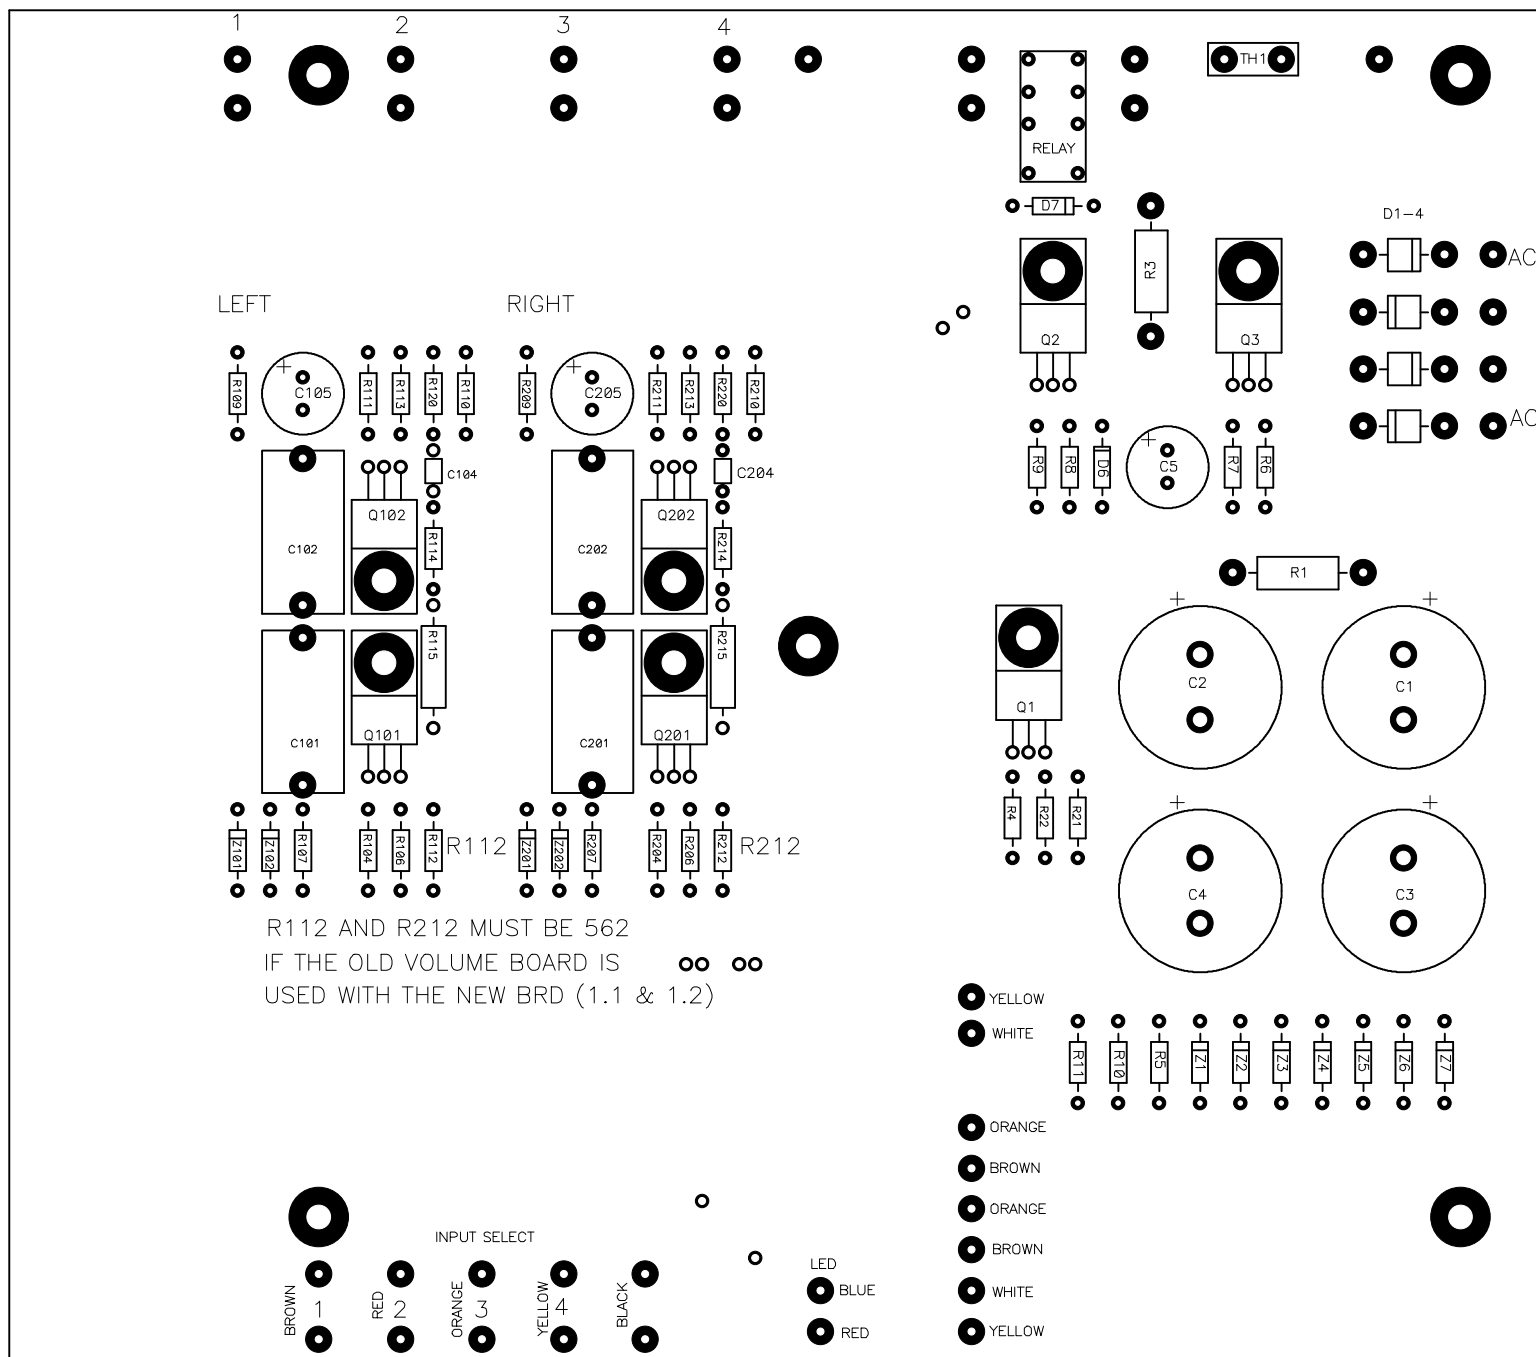 1
2
3
4
TH1
RELAY
D7
D1-4
R3
AC
LEFT
RIGHT
Q2
Q3
R109
C105
R111
R113
R120
R110
R209
C205
R211
R213
R220
R210
AC
C104
C204
R9
R8
D6
C5
R7
R6
Q102
Q202
C102
R114
C202
R214
R1
R115
R215
C2
C1
Q1
C101
Q101
C201
Q201
R4
R22
R21
Z101
Z102
R107
R104
R106
R112
R112
Z201
Z202
R207
R204
R206
R212
R212
C4
C3
R112 AND R212 MUST BE 562
IF THE OLD VOLUME BOARD IS
USED WITH THE NEW BRD (1.1 & 1.2)
YELLOW
WHITE
R11
R10
R5
Z1
Z2
Z3
Z4
Z5
Z6
Z7
ORANGE
BROWN
ORANGE
BROWN
WHITE
YELLOW
INPUT SELECT
BROWN
1
RED
2
ORANGE
3
YELLOW
4
BLACK
LED
BLUE
RED